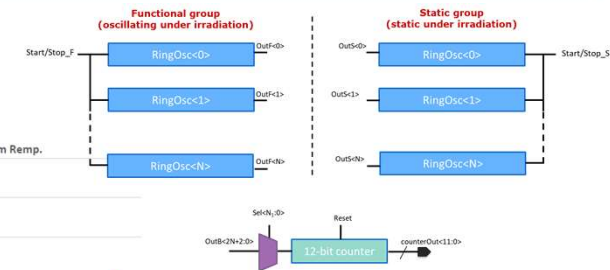 Functional group
(oscillating under irradiation)
Static group
(static under irradiation)
Start/Stop_F
RingOsc<0>
OutF<0>
OutS<0>
RingOsc<0>
Start/Stop_S
RingOsc<1>
OutF<1>
OutS<1>
RingOsc<1>
m Remp.
RingOsc<N>
OutF<N>
OutS<N>
RingOsc<N>
Sel<N₁:0>
Reset
OutB<2N+2:0>
12-bit counter
counterOut<11:0>